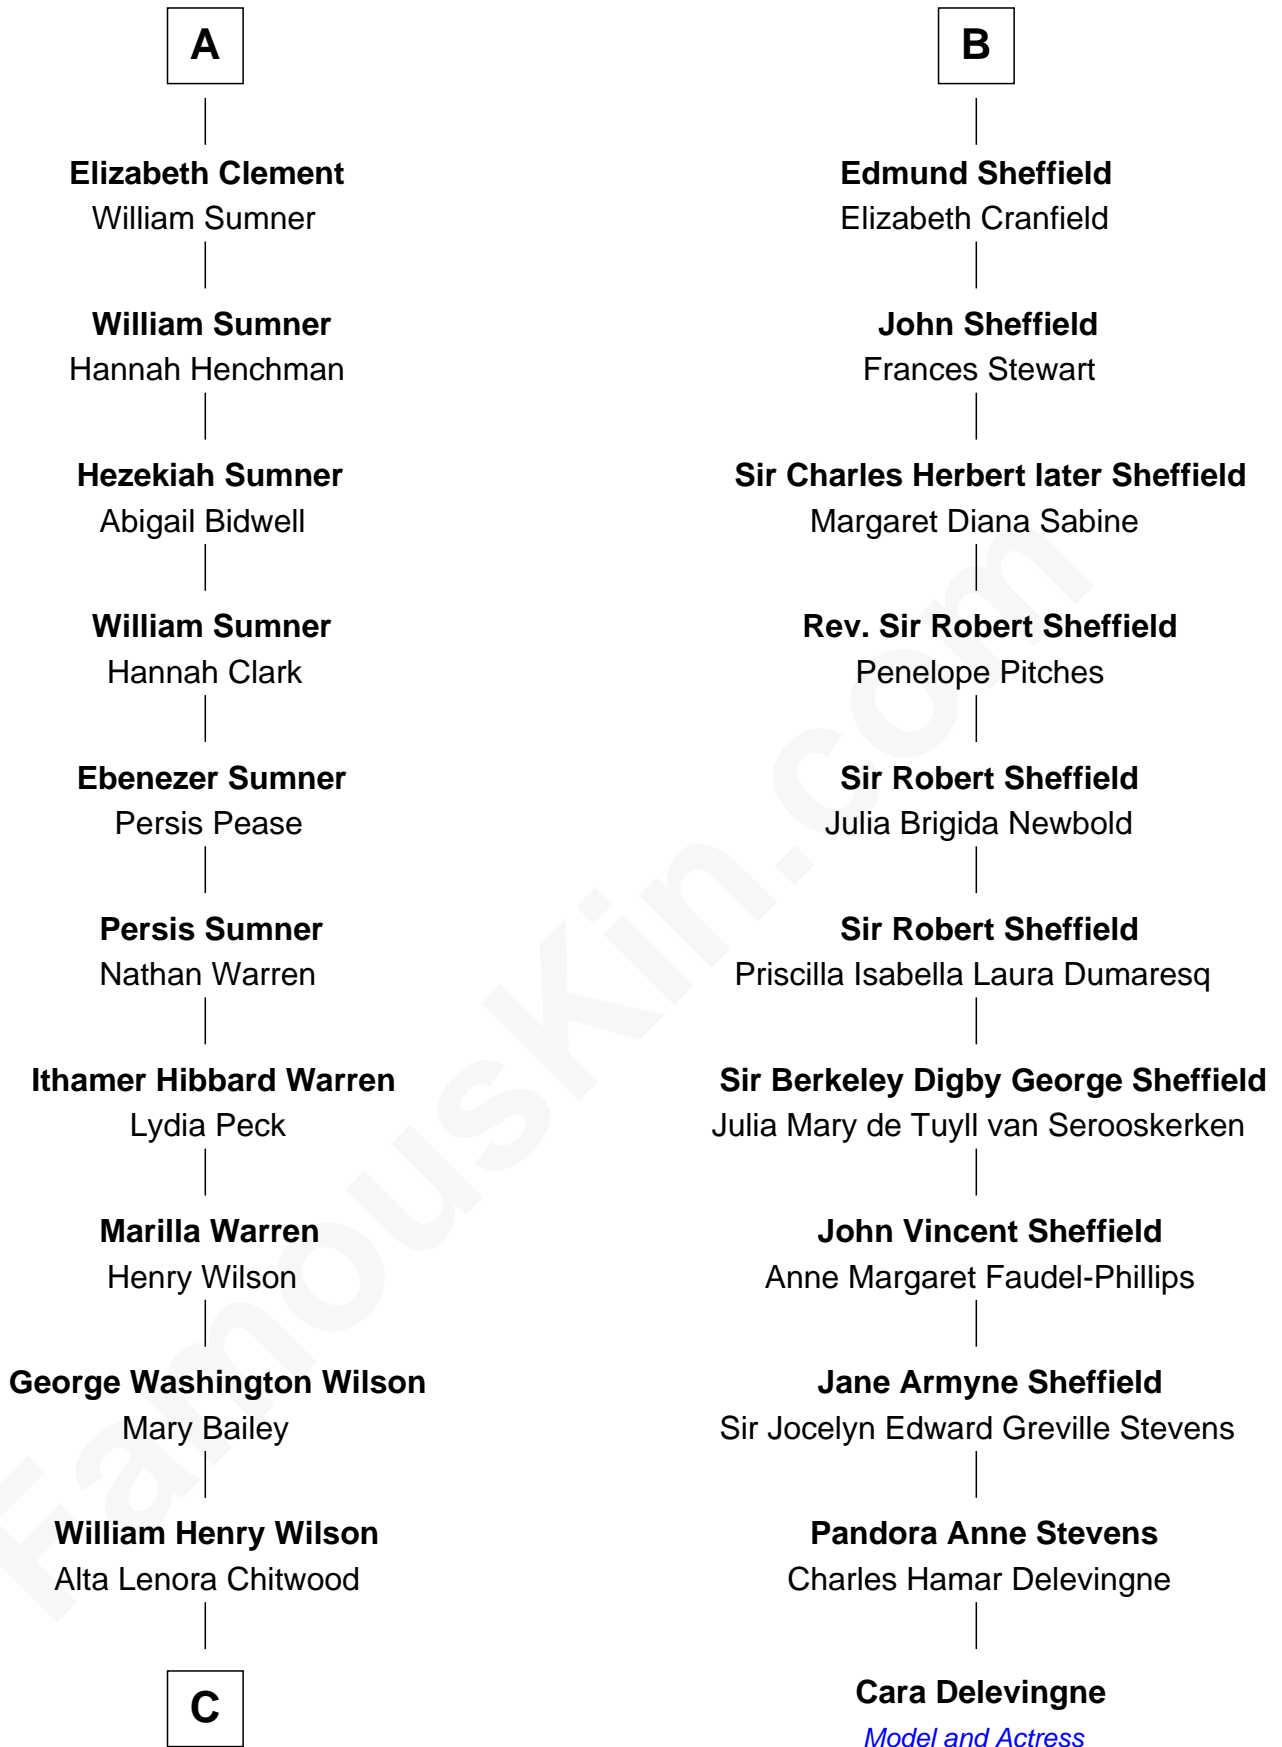 A
Elizabeth Clement
William Sumner
William Sumner
Hannah Henchman
Hezekiah Sumner
Abigail Bidwell
William Sumner
Hannah Clark
Ebenezer Sumner
Persis Pease
Persis Sumner
Nathan Warren
Ithamer Hibbard Warren
Lydia Peck
Marilla Warren
Henry Wilson
George Washington Wilson
Mary Bailey
William Henry Wilson
Alta Lenora Chitwood
C
B
Edmund Sheffield
Elizabeth Cranfield
John Sheffield
Frances Stewart
Sir Charles Herbert later Sheffield
Margaret Diana Sabine
Rev. Sir Robert Sheffield
Penelope Pitches
Sir Robert Sheffield
Julia Brigida Newbold
Sir Robert Sheffield
Priscilla Isabella Laura Dumaresq
Sir Berkeley Digby George Sheffield
Julia Mary de Tuyll van Serooskerken
John Vincent Sheffield
Anne Margaret Faudel-Phillips
Jane Armyne Sheffield
Sir Jocelyn Edward Greville Stevens
Pandora Anne Stevens
Charles Hamar Delevingne
Cara Delevingne
Model and Actress
FamousKin.com